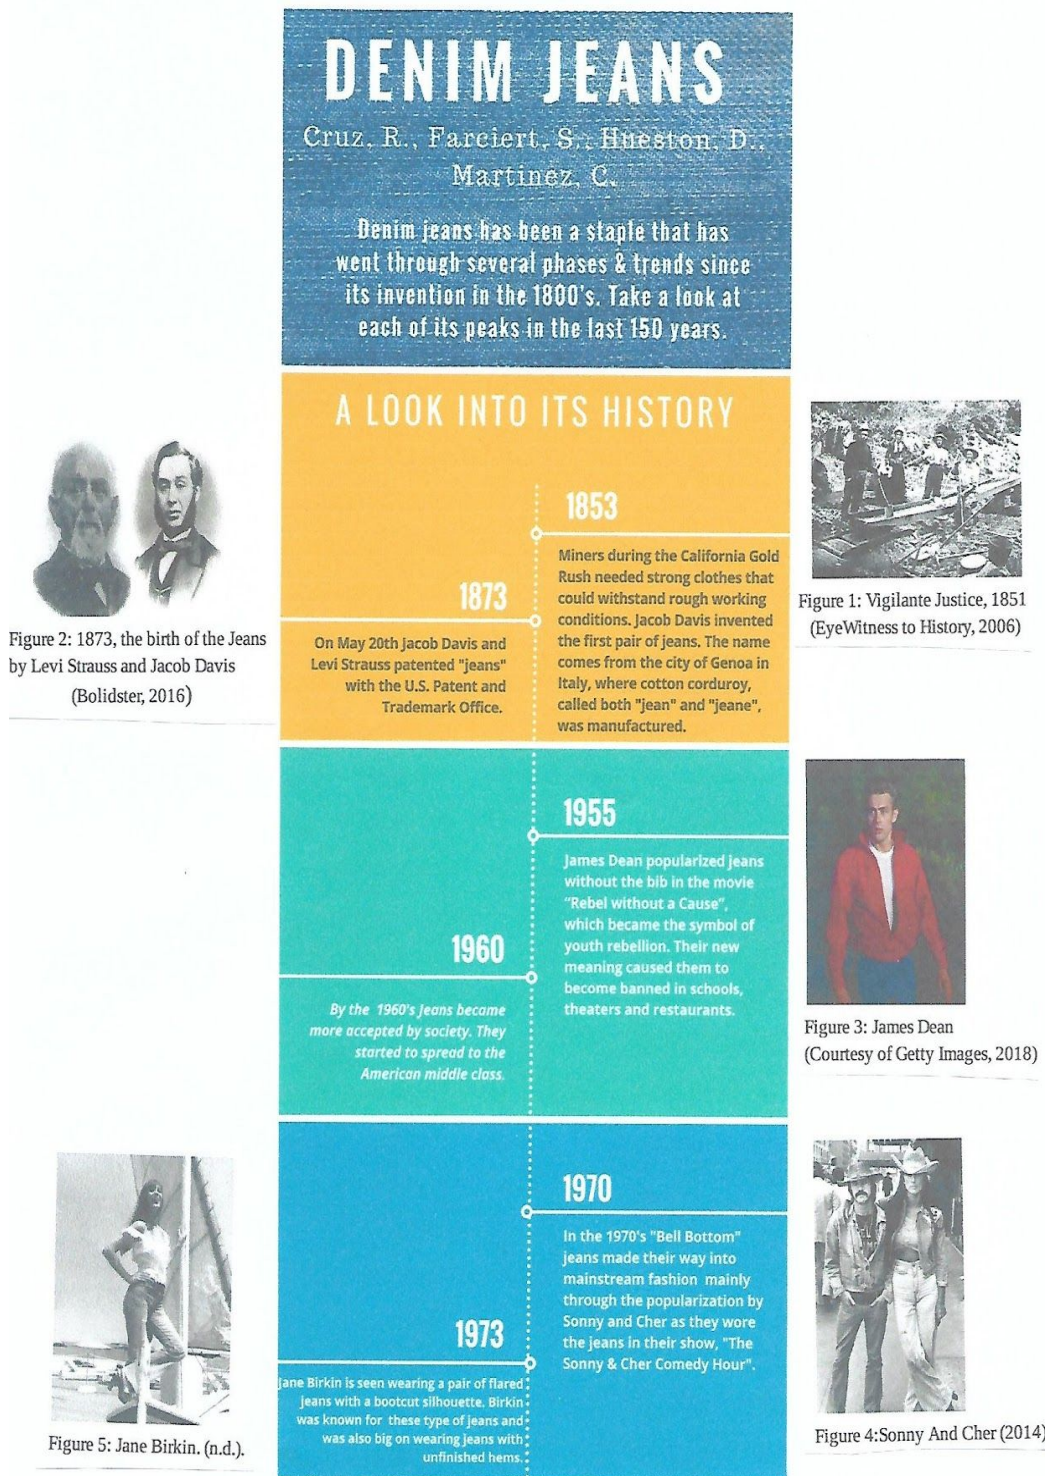 DENIM JEANS
Cruz, R., Farciert, S., Hueston, D.,
Martinez, C.
Denim jeans has been a staple that has
went through several phases & trends since
its invention in the 1800's. Take a look at
each of its peaks in the last 150 years.
A LOOK INTO ITS HISTORY
1853
Miners during the California Gold
Rush needed strong clothes that
could withstand rough working
conditions. Jacob Davis invented
the first pair of jeans. The name
comes from the city of Genoa in
Italy, where cotton corduroy,
called both "jean" and "jeane",
was manufactured.
Figure 1: Vigilante Justice, 1851
(EyeWitness to History, 2006)
1873
On May 20th Jacob Davis and
Levi Strauss patented "jeans"
with the U.S. Patent and
Trademark Office.
Figure 2: 1873, the birth of the Jeans
by Levi Strauss and Jacob Davis
(Bolidster, 2016)
1955
James Dean popularized jeans
without the bib in the movie
"Rebel without a Cause",
which became the symbol of
youth rebellion. Their new
meaning caused them to
become banned in schools,
theaters and restaurants.
Figure 3: James Dean
(Courtesy of Getty Images, 2018)
1960
By the 1960's Jeans became
more accepted by society. They
started to spread to the
American middle class.
1970
In the 1970's "Bell Bottom"
jeans made their way into
mainstream fashion mainly
through the popularization by
Sonny and Cher as they wore
the jeans in their show, "The
Sonny & Cher Comedy Hour".
Figure 4:Sonny And Cher (2014)
1973
Jane Birkin is seen wearing a pair of flared
jeans with a bootcut silhouette. Birkin
was known for these type of jeans and
was also big on wearing jeans with
unfinished hems.
Figure 5: Jane Birkin. (n.d.).